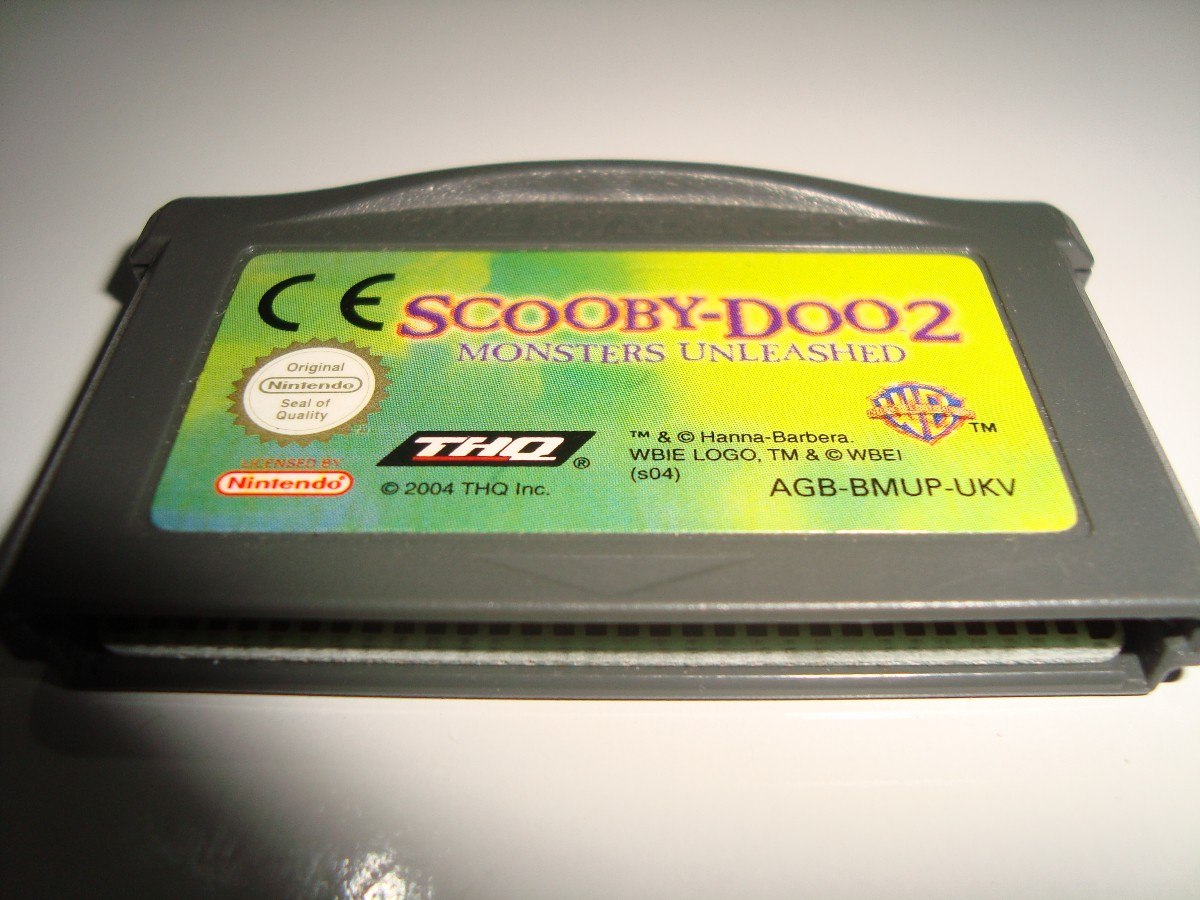 CE
SCOOBY-DOO 2
MONSTERS UNLEASHED
Original
Nintendo
Seal of
Quality
WB
TM
LICENSED BY
Nintendo®
THQ®
© 2004 THQ Inc.
™ & © Hanna-Barbera.
WBIE LOGO, TM & © WBEI
(s04)
AGB-BMUP-UKV